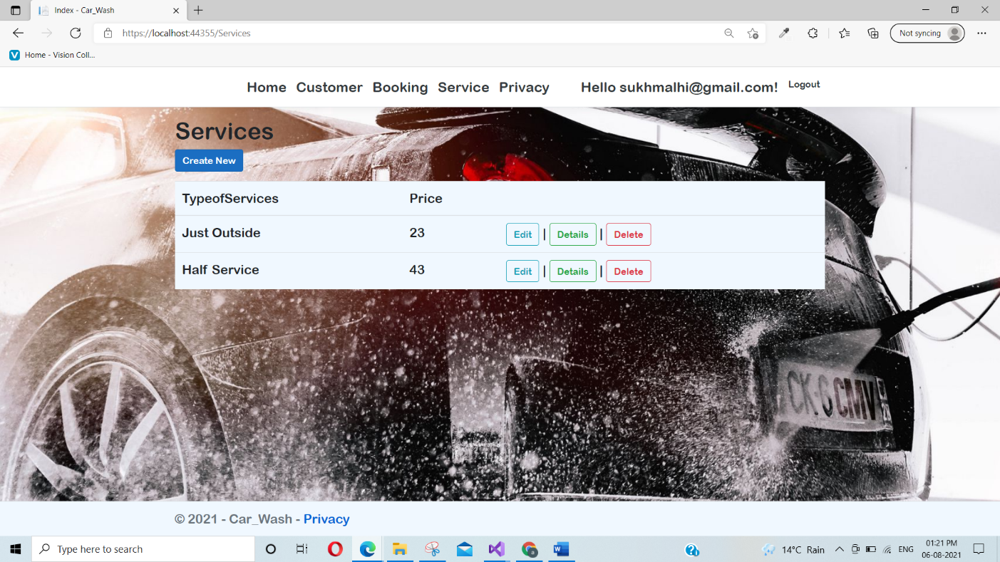 Index - Car_Wash
https://localhost:44355/Services
Not syncing
Home - Vision Coll...
Home Customer Booking Service Privacy Hello sukhmalhi@gmail.com! Logout
Services
Create New
TypeofServices Price
Just Outside 23 Edit | Details | Delete
Half Service 43 Edit | Details | Delete
© 2021 - Car_Wash - Privacy
Type here to search
14°C Rain
ENG
01:21 PM
06-08-2021